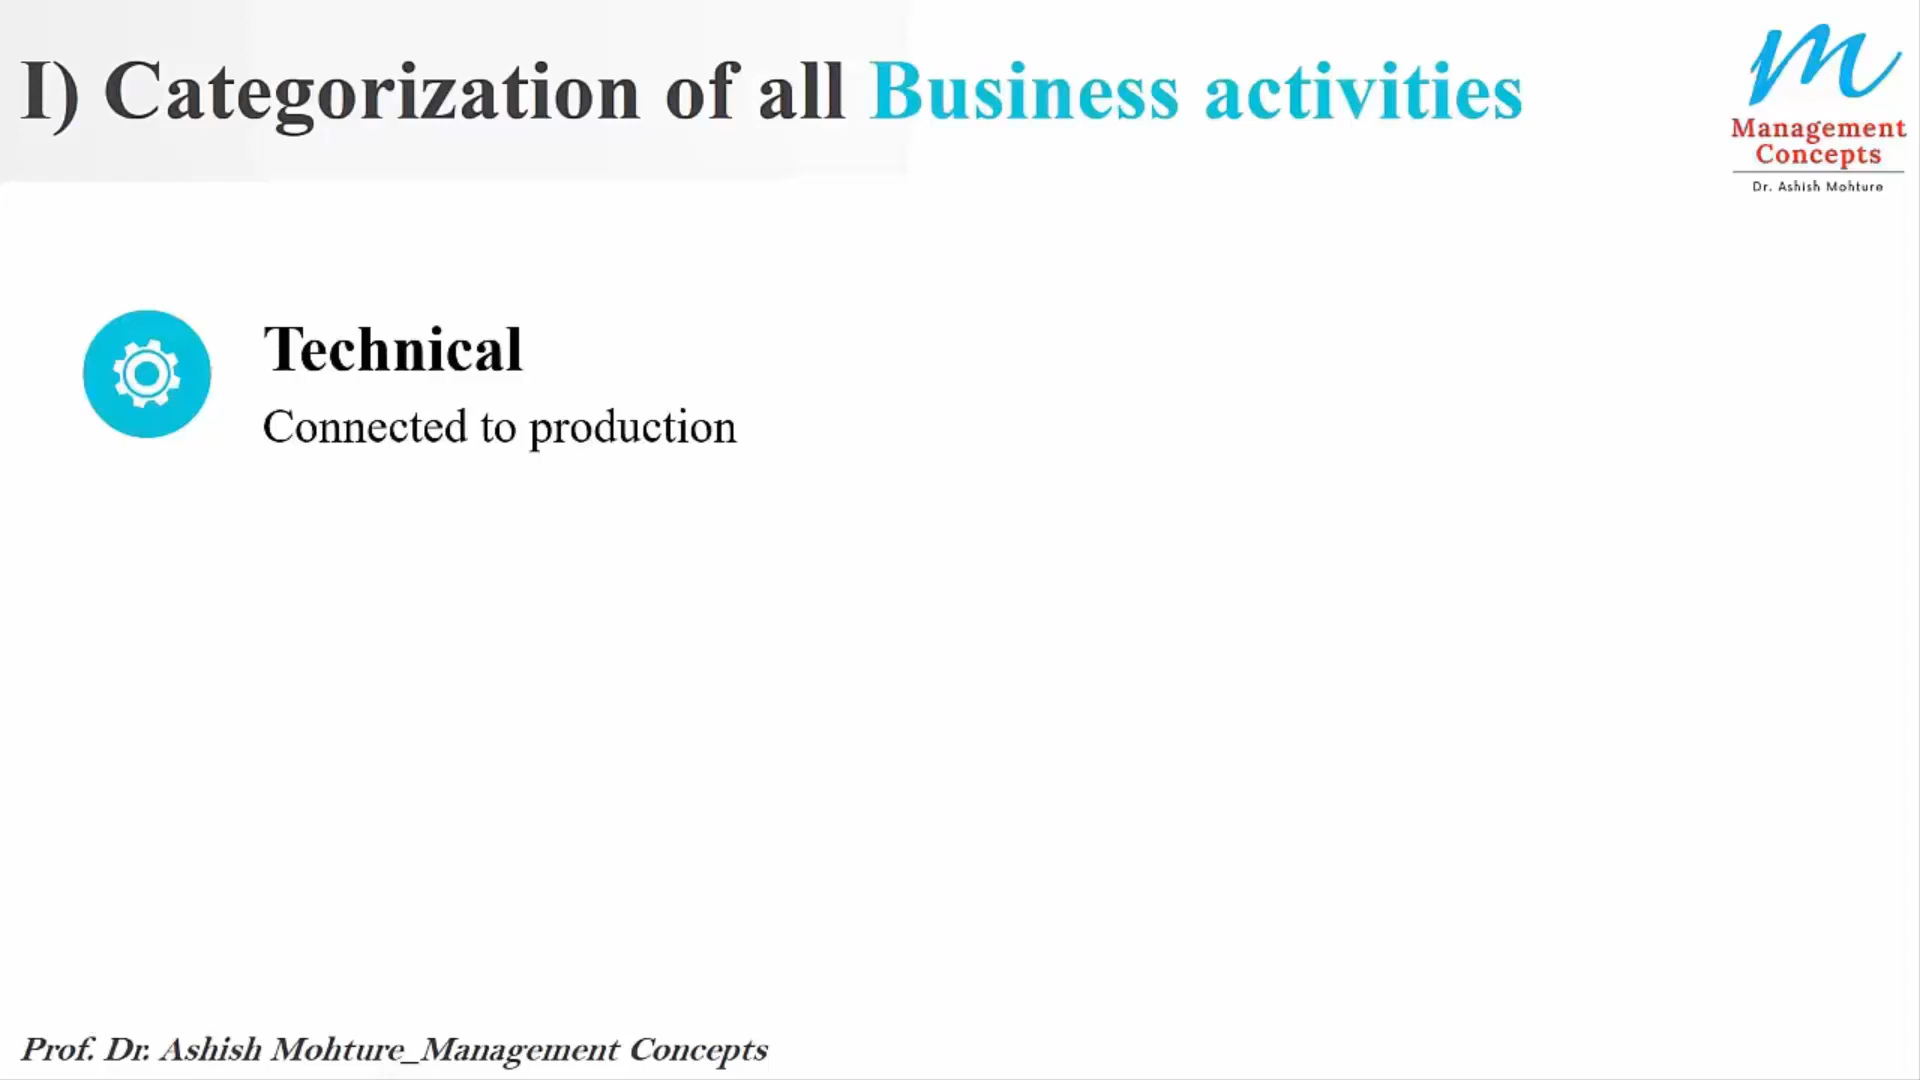 I) Categorization of all Business activities
m
Management
Concepts
Dr. Ashish Mohture
Technical
Connected to production
Prof. Dr. Ashish Mohture_Management Concepts